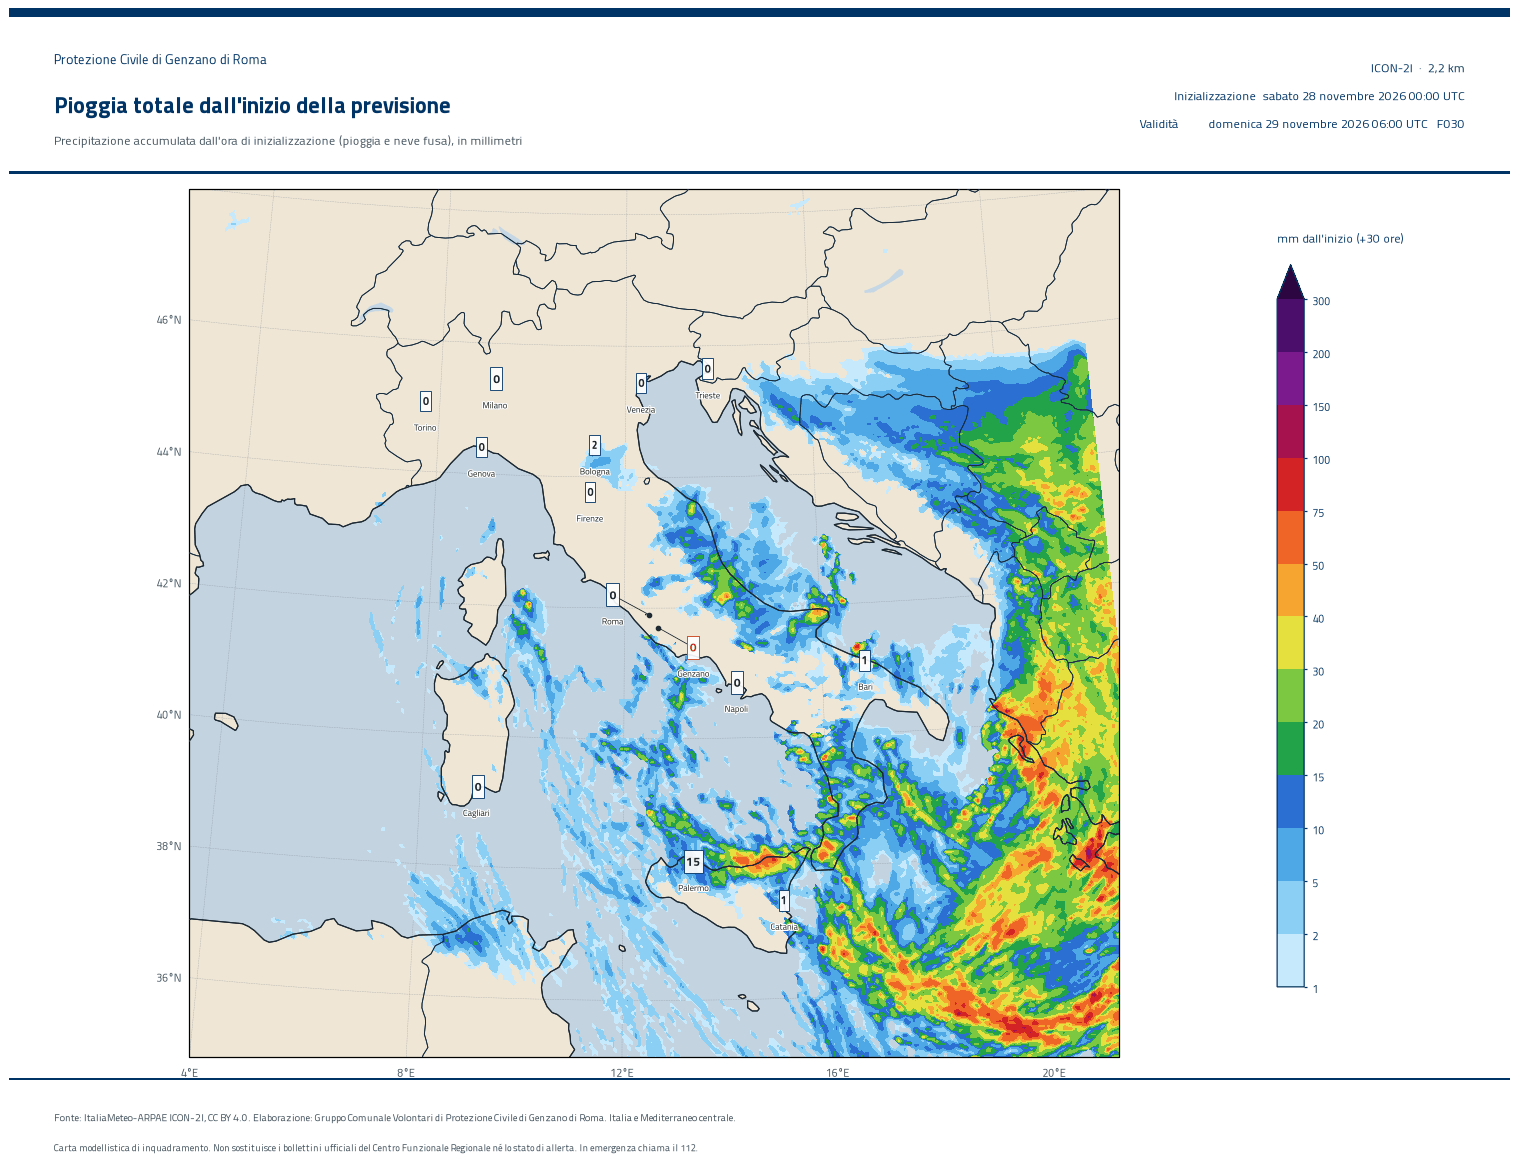 Protezione Civile di Genzano di Roma
Pioggia totale dall'inizio della previsione
Precipitazione accumulata dall'ora di inizializzazione (pioggia e neve fusa), in millimetri
ICON-2I · 2,2 km
Inizializzazione sabato 28 novembre 2026 00:00 UTC
Validità domenica 29 novembre 2026 06:00 UTC F030
mm dall'inizio (+30 ore)
300
200
150
100
75
50
40
30
20
15
10
5
2
1
46°N
44°N
42°N
40°N
38°N
36°N
4°E
8°E
12°E
16°E
20°E
0
Trieste
0
Milano
0
Venezia
0
Torino
2
Bologna
0
Genova
0
Firenze
0
Roma
0
Genzano
1
Bari
0
Napoli
0
Cagliari
15
Palermo
1
Catania
Fonte: ItaliaMeteo-ARPAE ICON-2I, CC BY 4.0. Elaborazione: Gruppo Comunale Volontari di Protezione Civile di Genzano di Roma. Italia e Mediterraneo centrale.
Carta modellistica di inquadramento. Non sostituisce i bollettini ufficiali del Centro Funzionale Regionale né lo stato di allerta. In emergenza chiama il 112.